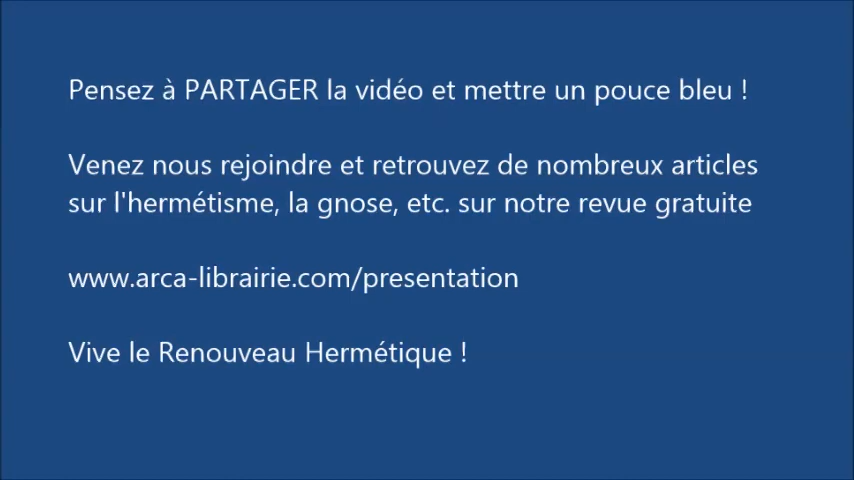 Pensez à PARTAGER la vidéo et mettre un pouce bleu !
Venez nous rejoindre et retrouvez de nombreux articles
sur l'hermétisme, la gnose, etc. sur notre revue gratuite
www.arca-librairie.com/presentation
Vive le Renouveau Hermétique !